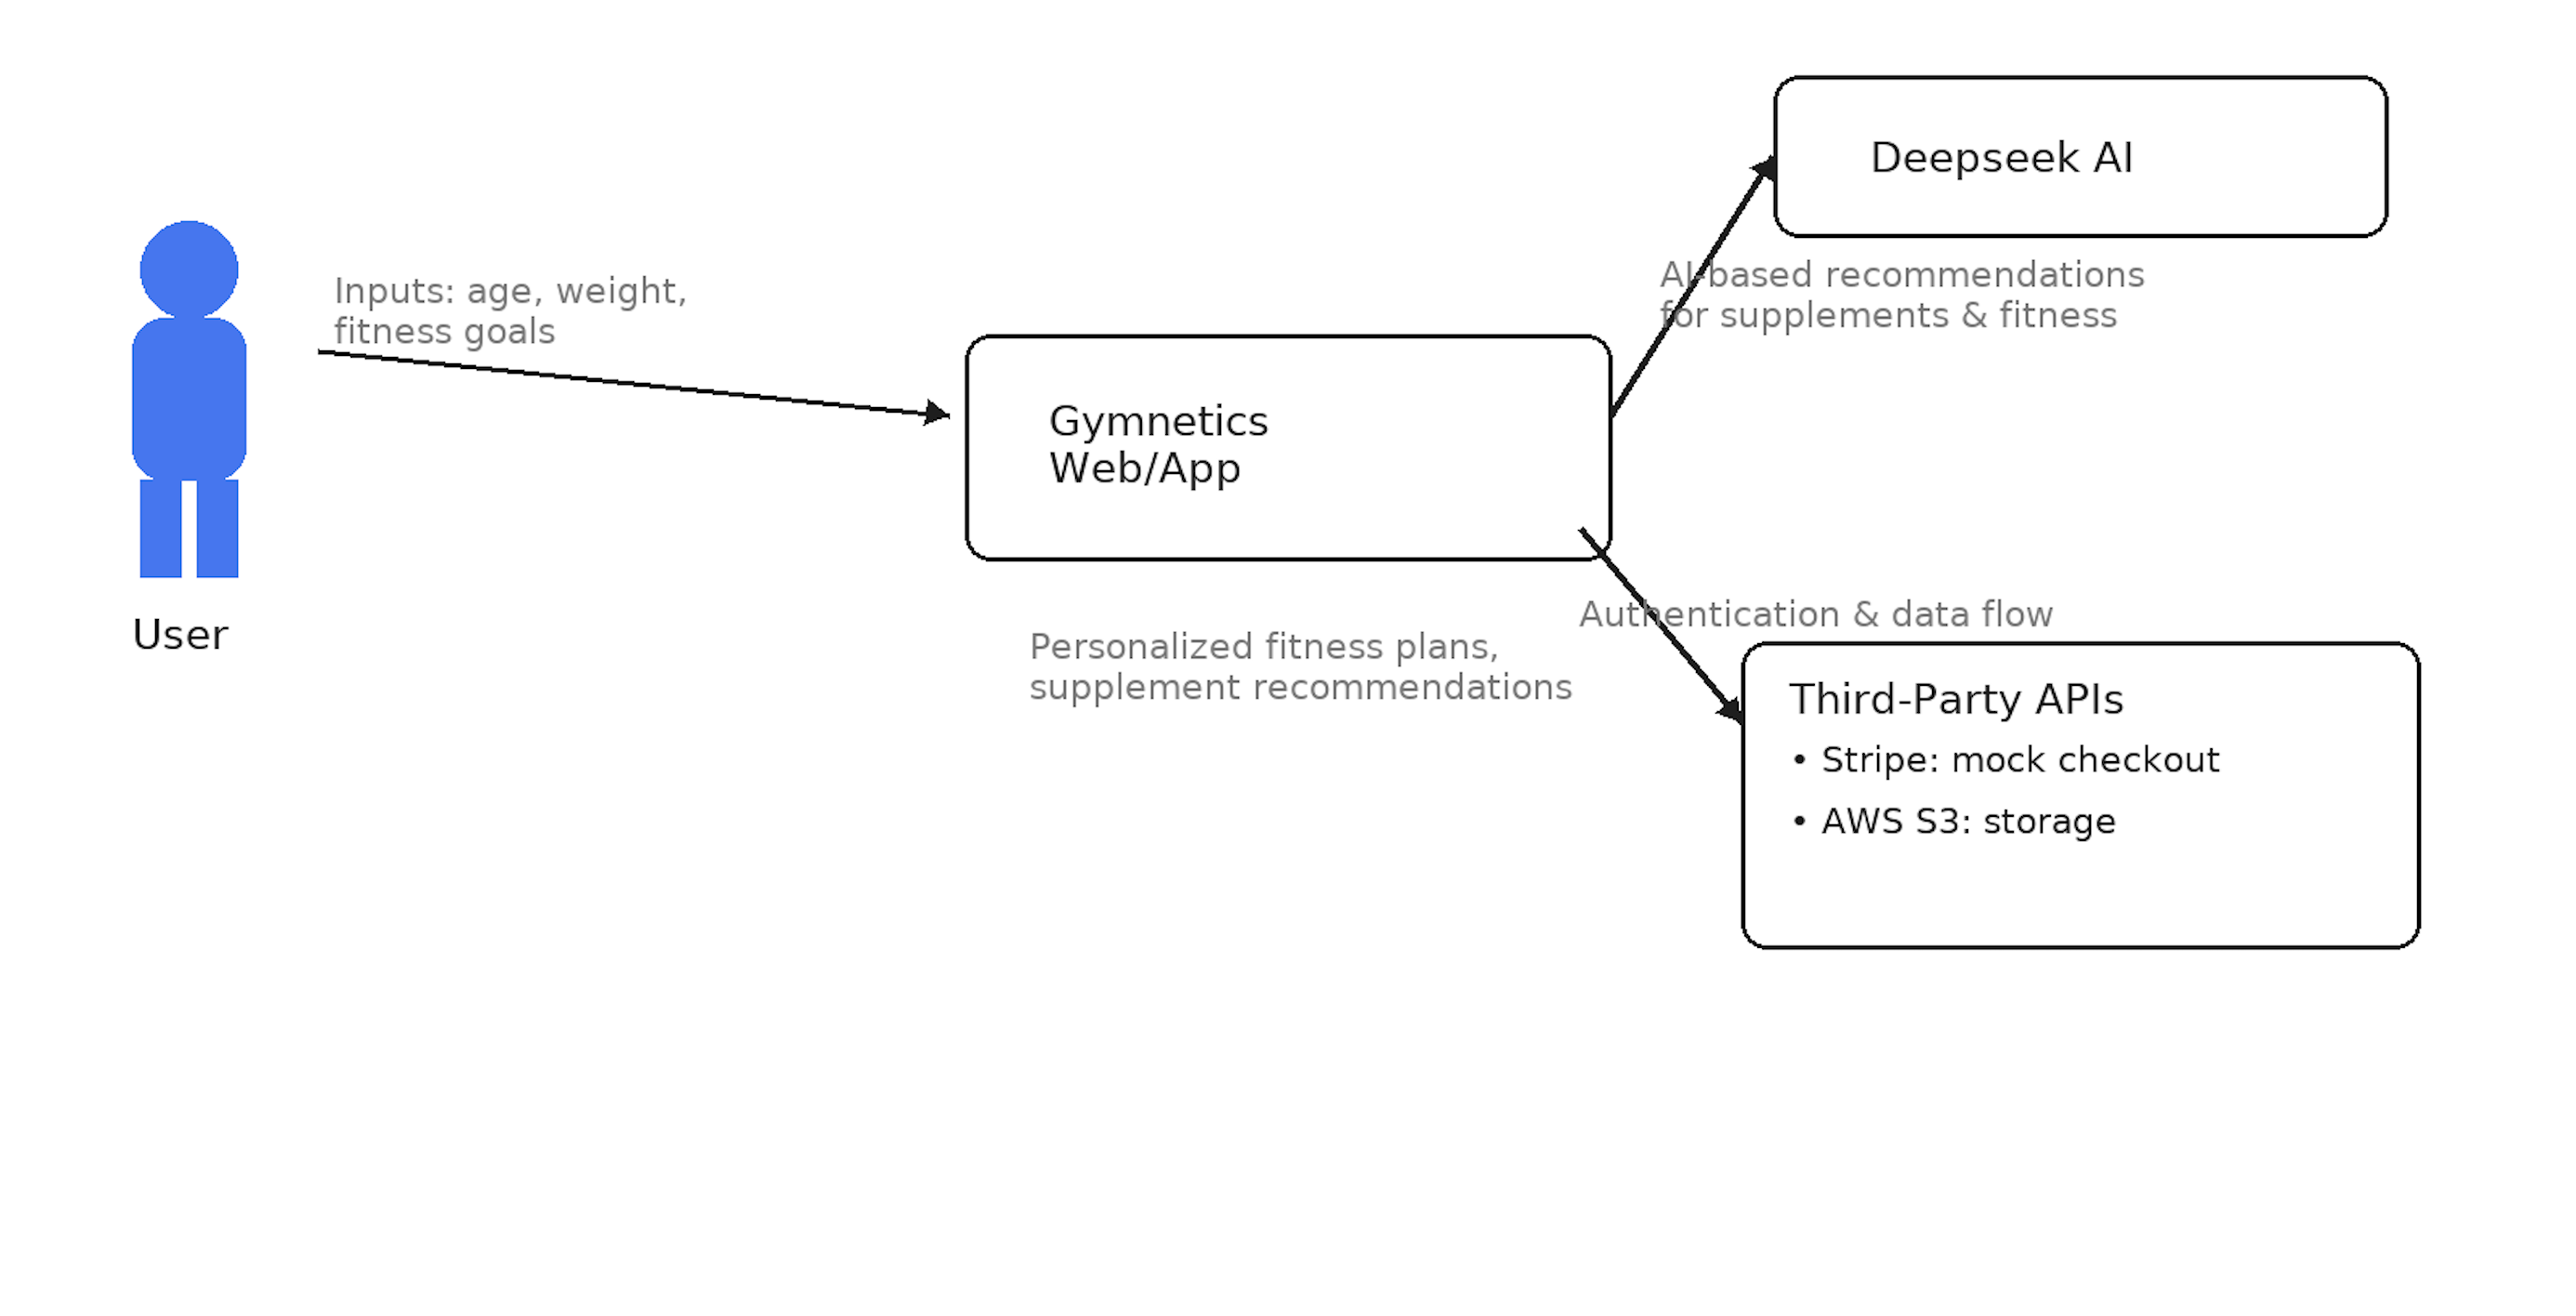 Deepseek AI
AI-based recommendations
for supplements & fitness
Inputs: age, weight,
fitness goals
Gymnetics
Web/App
User
Personalized fitness plans,
supplement recommendations
Authentication & data flow
Third-Party APIs
• Stripe: mock checkout
• AWS S3: storage